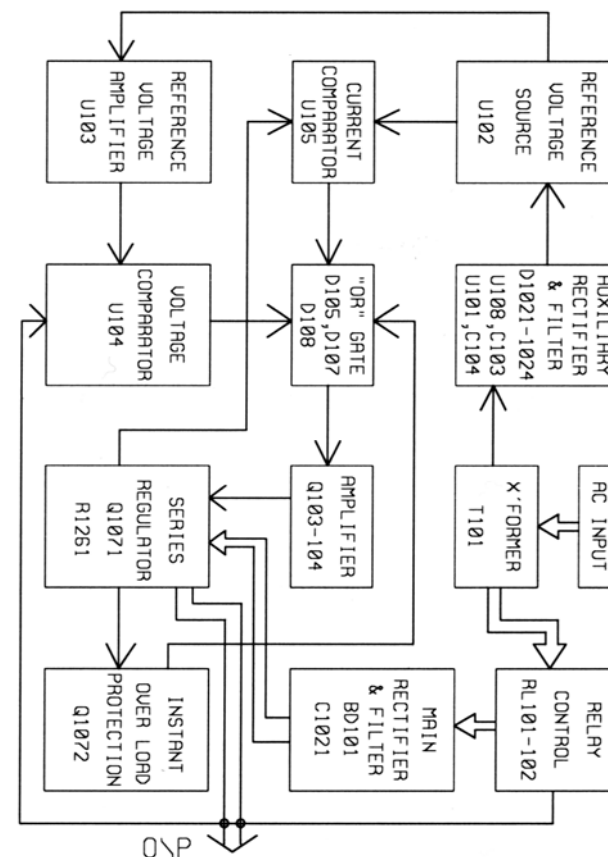 AC INPUT
RELAY
CONTROL
RL101-102
REFERENCE
VOLTAGE
SOURCE
U102
AUXILIARY
RECTIFIER
& FILTER
D1021-1024
U108,C103
U101,C104
X'FORMER
T101
CURRENT
COMPARATOR
U105
"OR" GATE
D105,D107
D108
AMPLIFIER
Q103-104
MAIN
RECTIFIER
& FILTER
BD101
C1021
REFERENCE
VOLTAGE
AMPLIFIER
U103
VOLTAGE
COMPARATOR
U104
SERIES
REGULATOR
Q1071
R1261
INSTANT
OVER LOAD
PROTECTION
Q1072
O/P